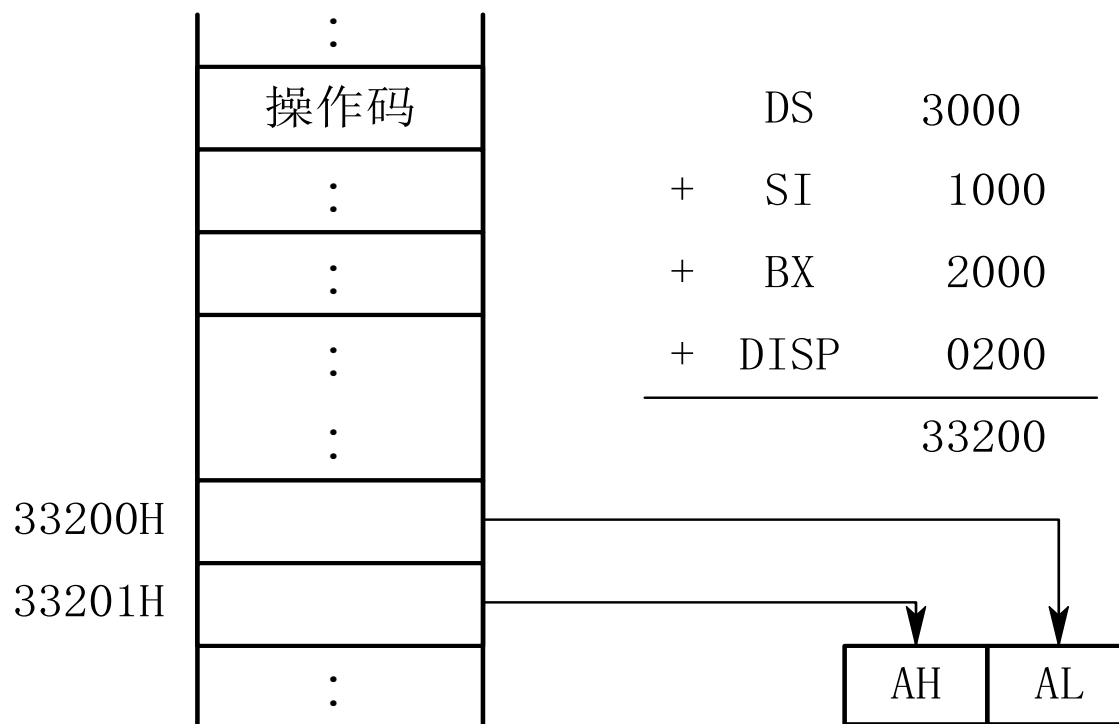 操作码
DS 3000
+ SI 1000
+ BX 2000
+ DISP 0200
33200
33200H
33201H
AH AL